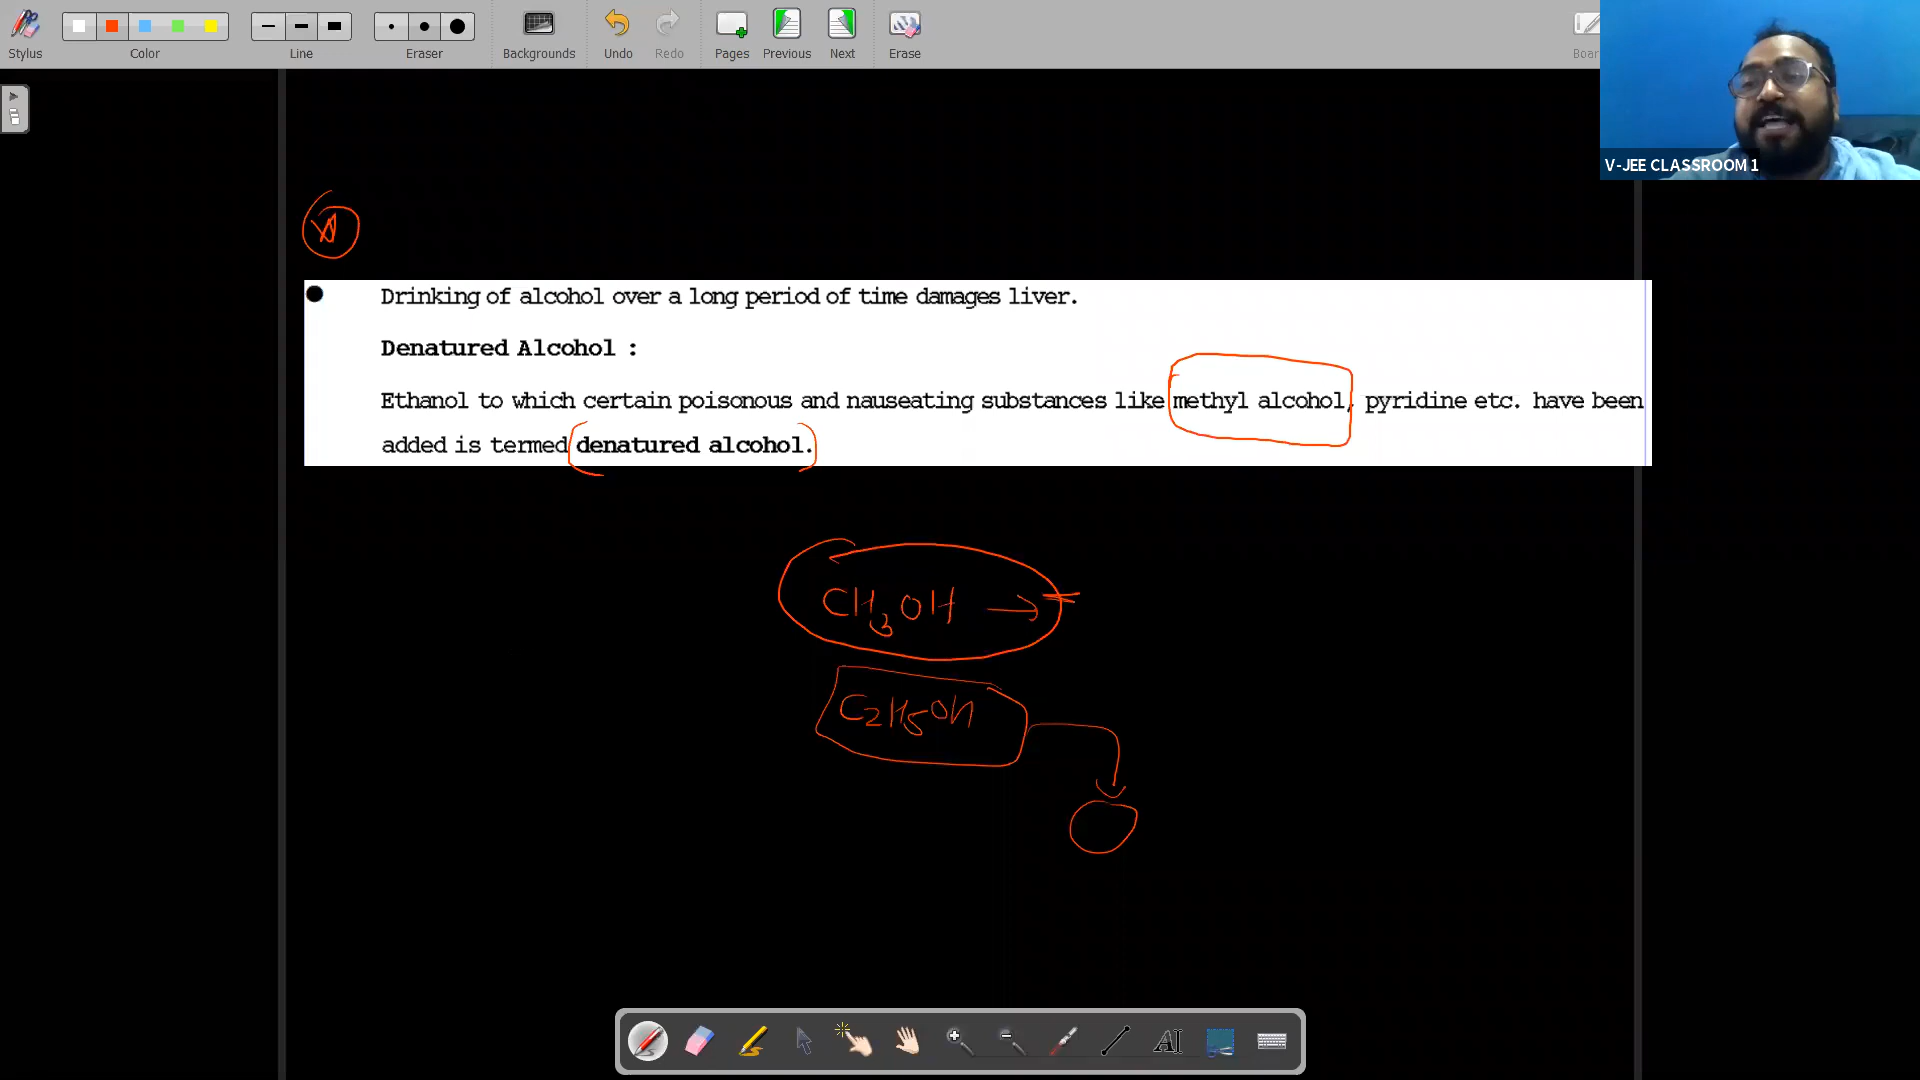 Stylus
Color
Line
Eraser
Backgrounds
Undo
Redo
Pages
Previous
Next
Erase
Boar
V-JEE CLASSROOM 1
Drinking of alcohol over a long period of time damages liver.
Denatured Alcohol :
Ethanol to which certain poisonous and nauseating substances like methyl alcohol, pyridine etc. have been
added is termed denatured alcohol.
CH3OH →
C2H5OH